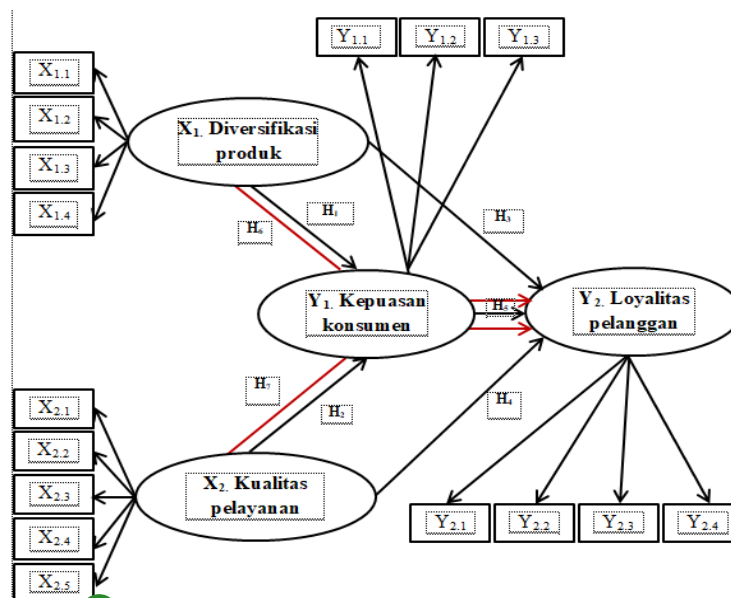 Y1.1 Y1.2 Y1.3
X1.1
X1.2
X1.3
X1.4
X1. Diversifikasi
produk
H1
H6
H3
Y1. Kepuasan
konsumen
H5
Y2. Loyalitas
pelanggan
H7
H2
H4
X2.1
X2.2
X2.3
X2.4
X2.5
X2. Kualitas
pelayanan
Y2.1 Y2.2 Y2.3 Y2.4